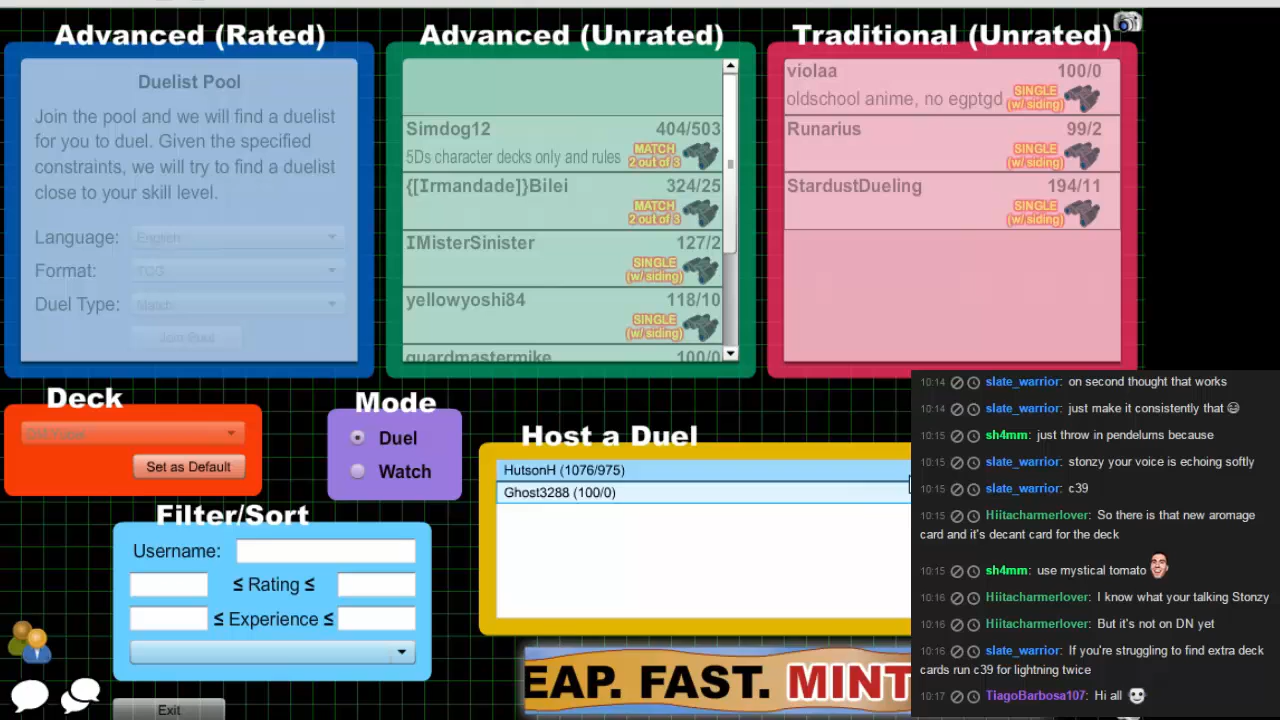 Advanced (Rated)
Duelist Pool
Join the pool and we will find a duelist
for you to duel. Given the specified
constraints, we will try to find a duelist
close to your skill level.
Language: English
Format: TCG
Duel Type: Match
Join Pool
Advanced (Unrated)
Simdog12 404/503
5Ds character decks only and rules MATCH
2 out of 3
{[Irmandade]}Bilei 324/25
MATCH
2 out of 3
IMisterSinister 127/2
SINGLE
(w/ siding)
yellowyoshi84 118/10
SINGLE
(w/ siding)
guardmastermike 100/0
Traditional (Unrated)
violaa 100/0
oldschool anime, no egptgd SINGLE
(w/ siding)
Runarius 99/2
SINGLE
(w/ siding)
StardustDueling 194/11
SINGLE
(w/ siding)
Deck
Set as Default
Mode
Duel
Watch
Filter/Sort
Username:
≤ Rating ≤
≤ Experience ≤
Exit
Host a Duel
HutsonH (1076/975)
Ghost3288 (100/0)
EAP. FAST. MINT
10:14 slate_warrior: on second thought that works
10:14 slate_warrior: just make it consistently that
10:15 sh4mm: just throw in pendelums because
10:15 slate_warrior: stonzy your voice is echoing softly
10:15 slate_warrior: c39
10:15 Hiitacharmerlover: So there is that new aromage
card and it's decant card for the deck
10:15 sh4mm: use mystical tomato
10:16 Hiitacharmerlover: I know what your talking Stonzy
10:16 Hiitacharmerlover: But it's not on DN yet
10:16 slate_warrior: If you're struggling to find extra deck
cards run c39 for lightning twice
10:17 TiagoBarbosa107: Hi all